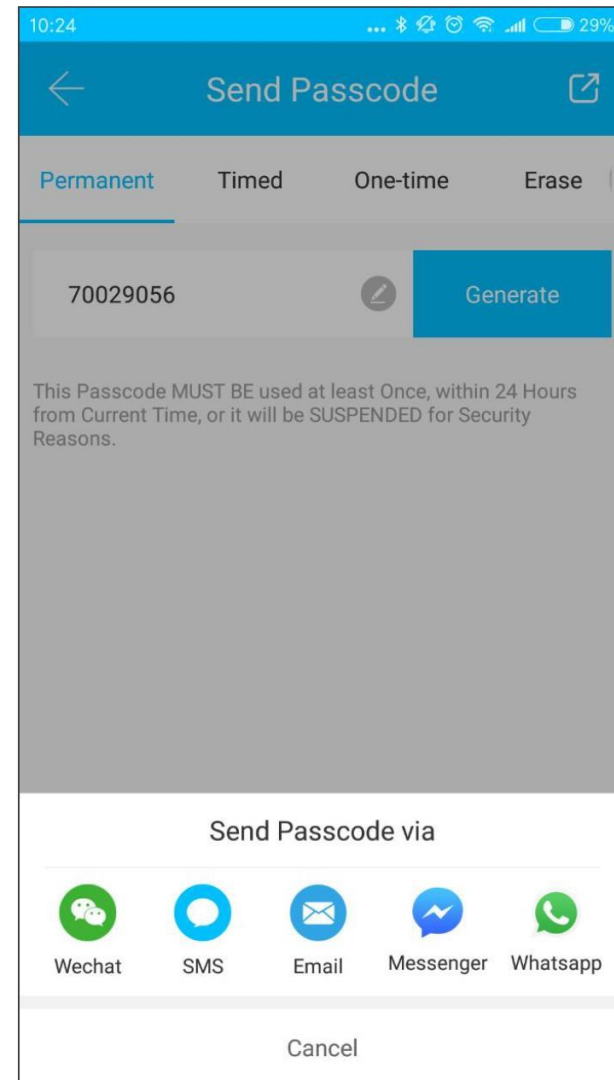 10:24 ... 29%
Send Passcode
Permanent Timed One-time Erase
70029056 Generate
This Passcode MUST BE used at least Once, within 24 Hours
from Current Time, or it will be SUSPENDED for Security
Reasons.
Send Passcode via
Wechat SMS Email Messenger Whatsapp
Cancel